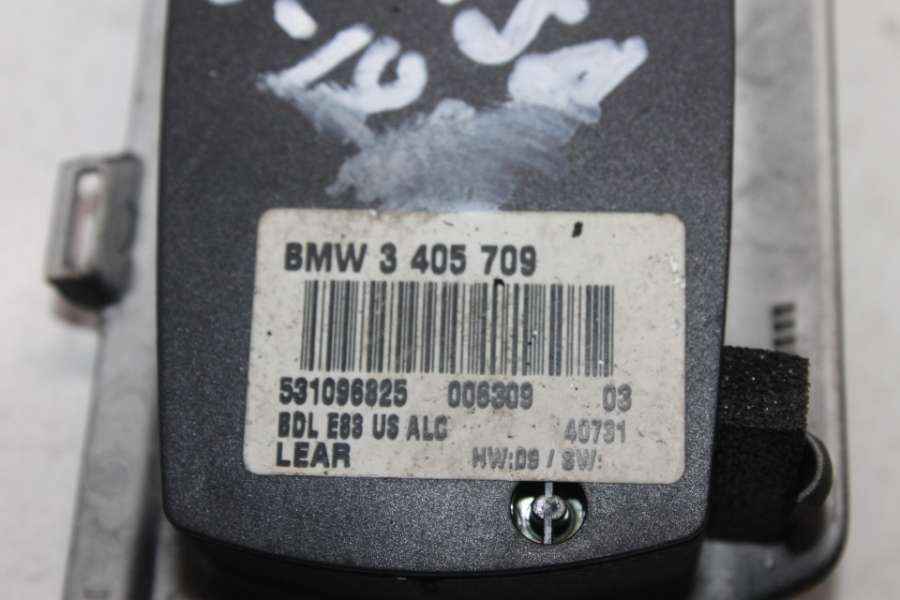 BMW 3 405 709
531096825 006309 03
BDL E83 US ALC 40731
LEAR HW:09 / SW: